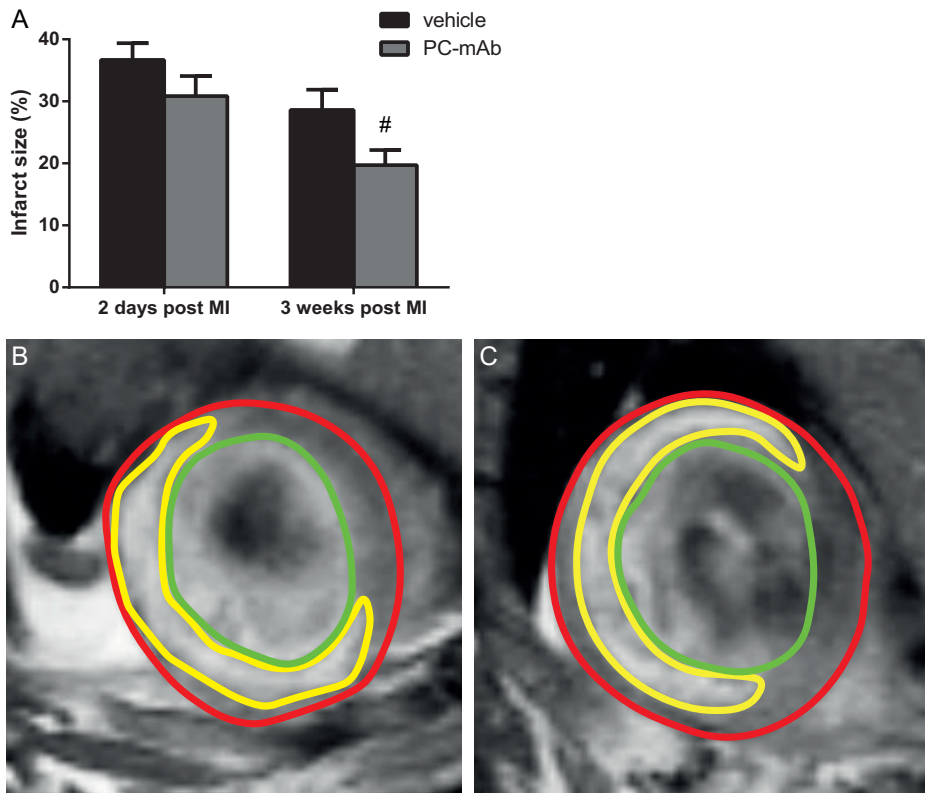 A
vehicle
PC-mAb
40
30
20
10
0
Infarct size (%)
#
2 days post MI
3 weeks post MI
B
C